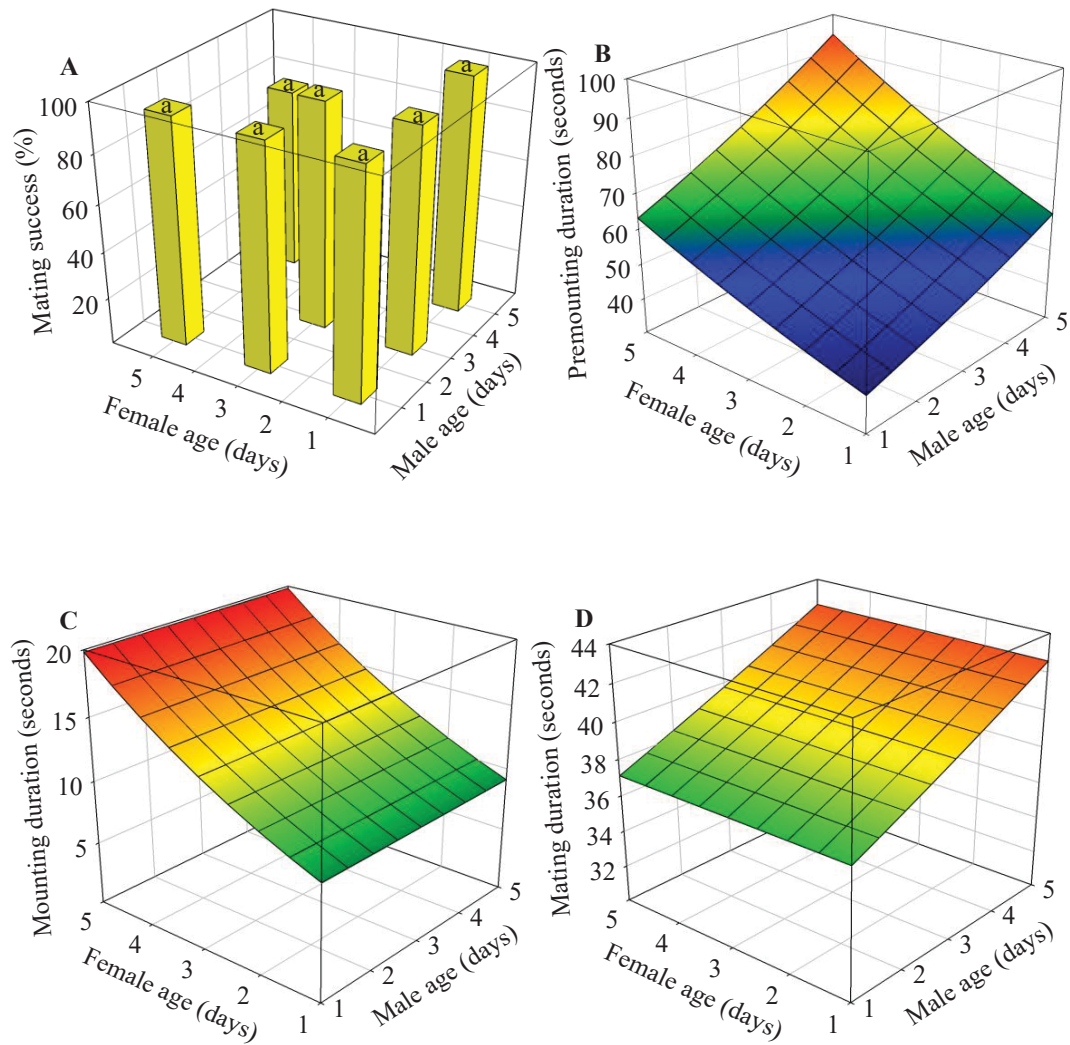 A
Mating success (%)
100
80
60
40
20
a
a
a
a
a
a
a
5
4
3
2
1
Female age (days)
1
2
3
4
5
Male age (days)
B
Premounting duration (seconds)
100
90
80
70
60
50
40
5
4
3
2
1
Female age (days)
1
2
3
4
5
Male age (days)
C
Mounting duration (seconds)
20
15
10
5
5
4
3
2
1
Female age (days)
1
2
3
4
5
Male age (days)
D
Mating duration (seconds)
44
42
40
38
36
34
32
5
4
3
2
1
Female age (days)
1
2
3
4
5
Male age (days)